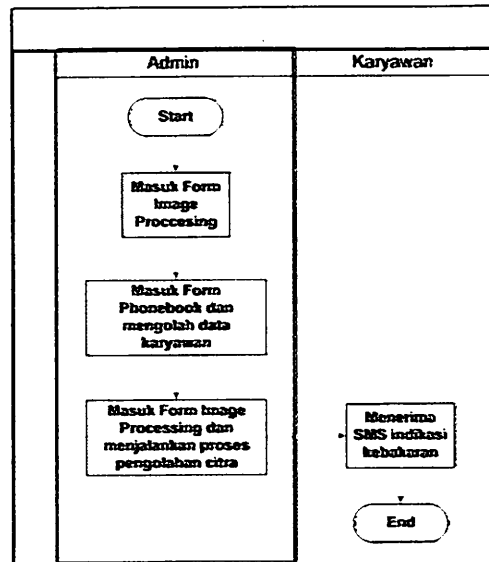 Admin
Karyawan
Start
Masuk Form
Image
Proccesing
Masuk Form
Phonebook dan
mengolah data
karyawan
Masuk Form Image
Processing dan
menjalankan proses
pengolahan citra
Menerima
SMS indikasi
kebakaran
End